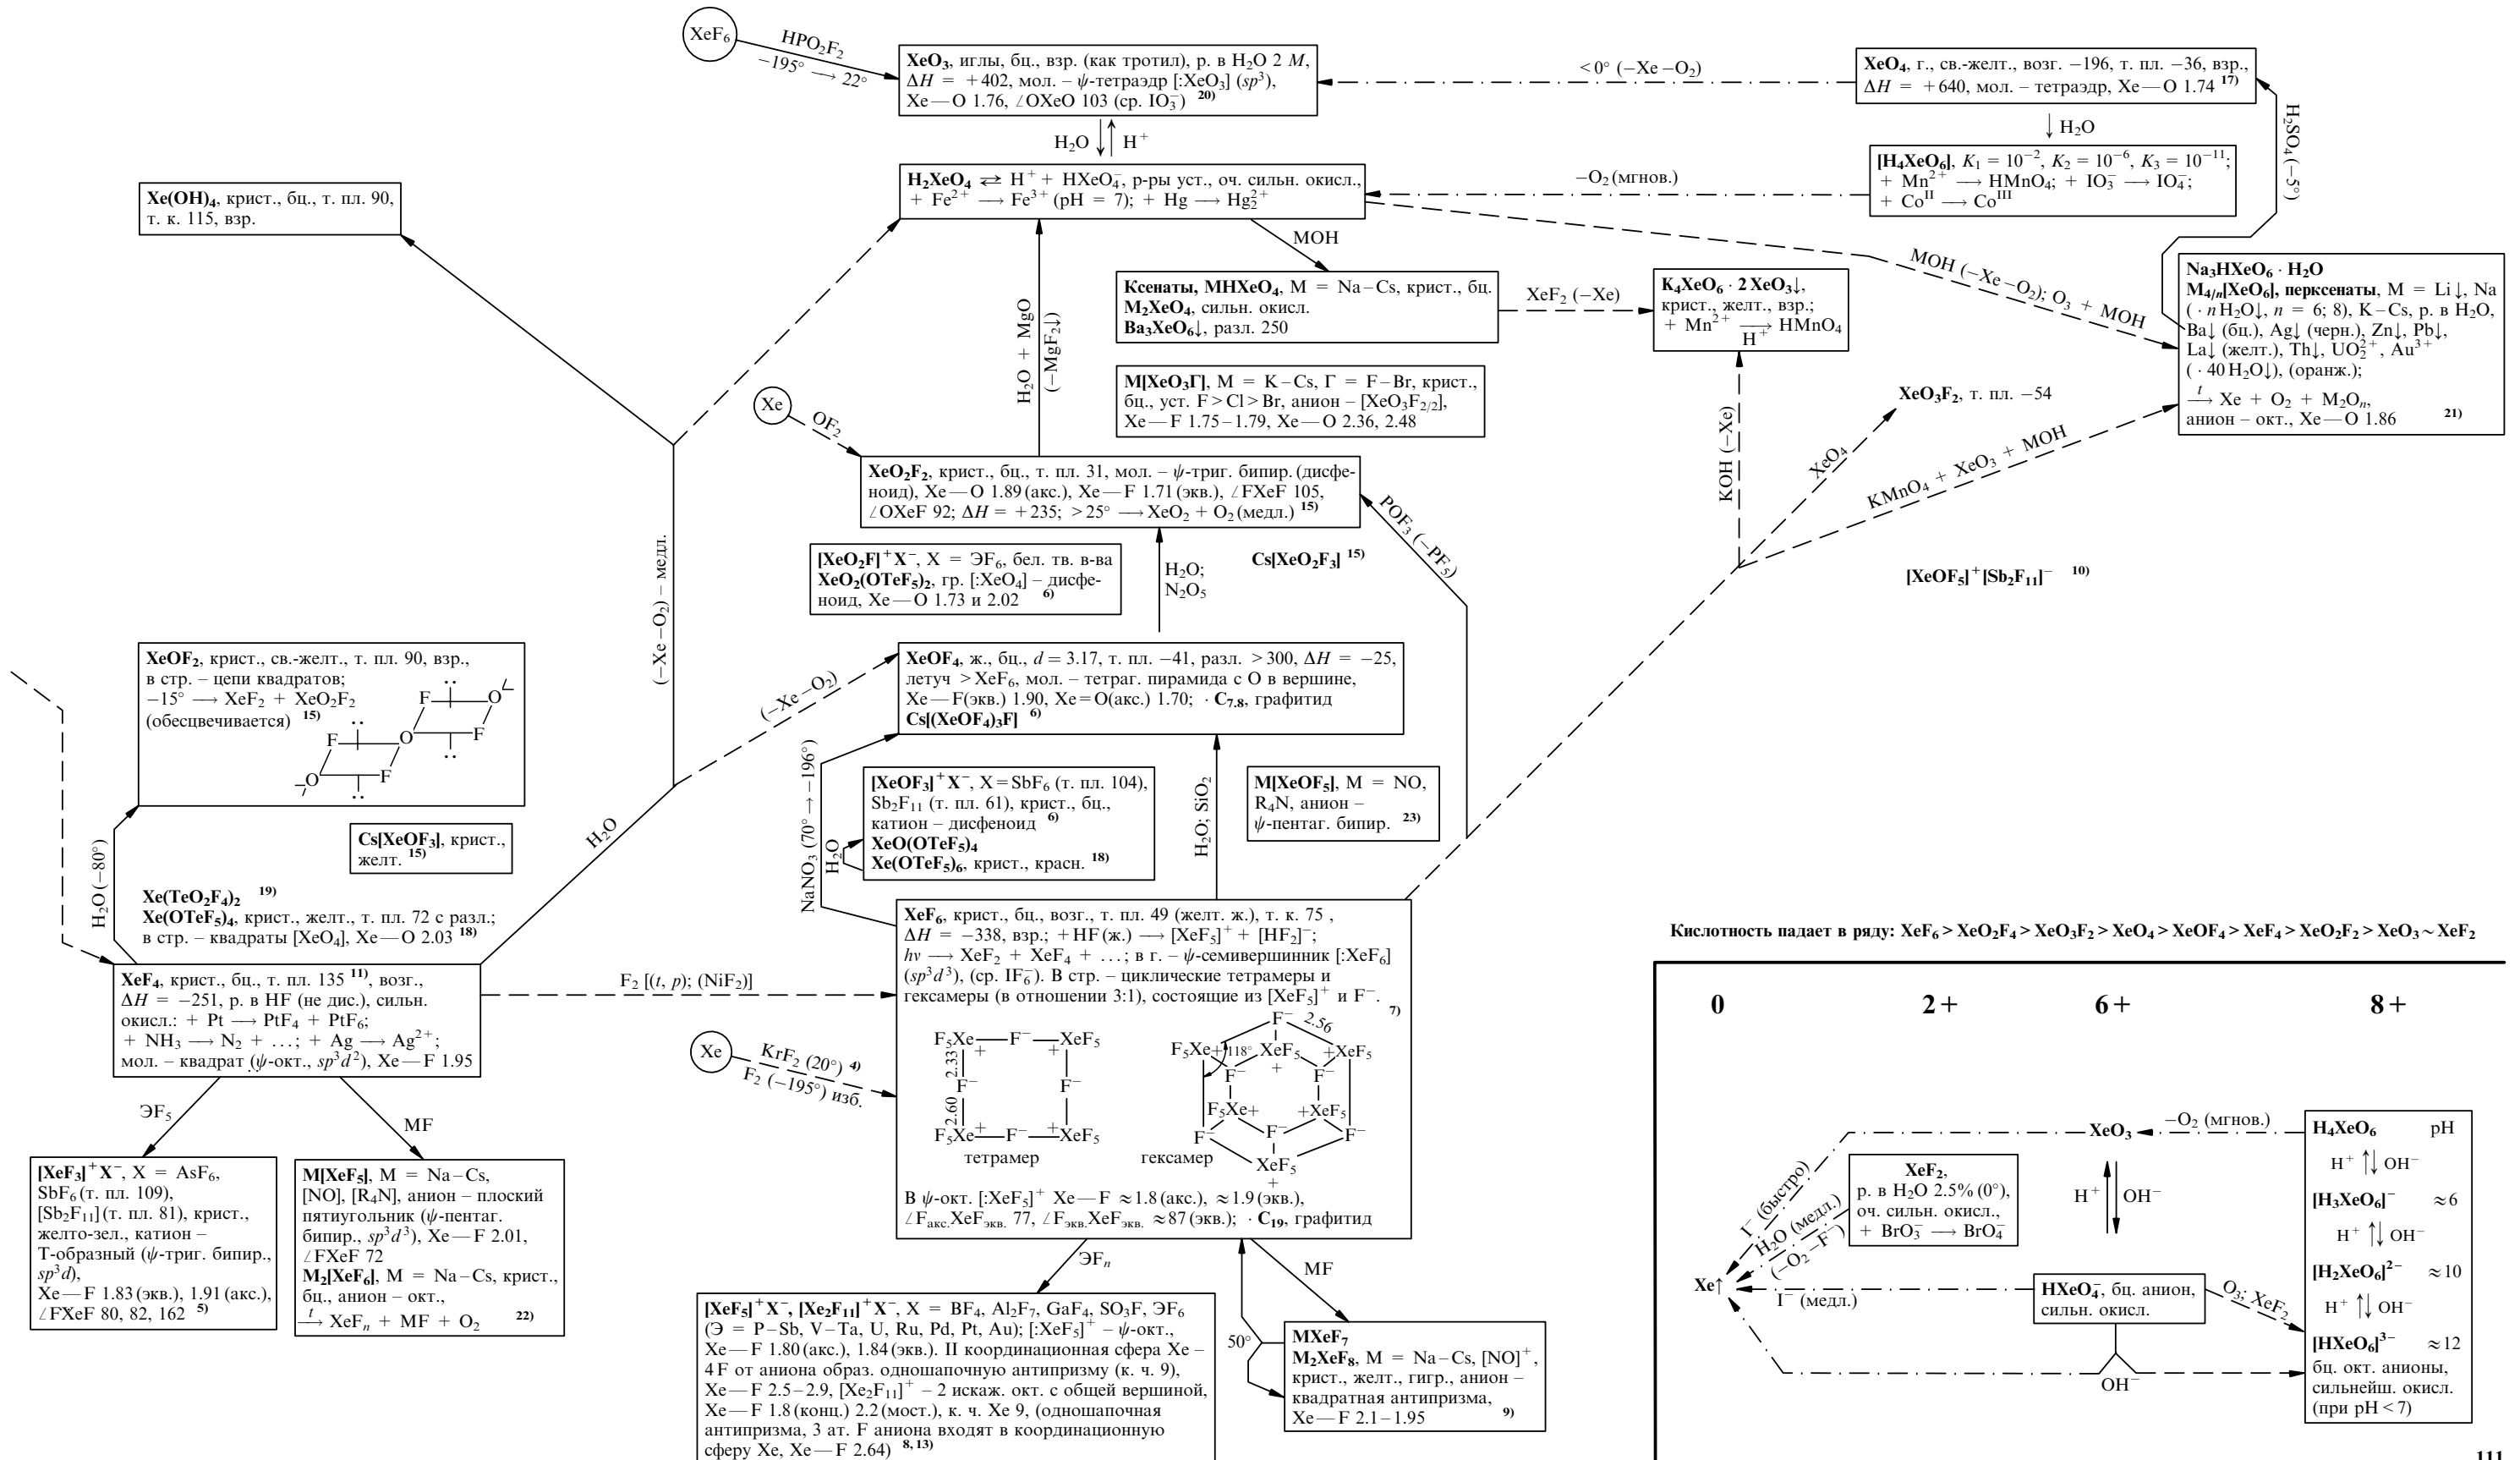 XeF₆
HPO₂F₂
−195° ⟶ 22°
XeO₃, иглы, бц., взр. (как тротил), р. в H₂O 2 M,
ΔH = +402, мол. – ψ-тетраэдр [:XeO₃] (sp³),
Xe—O 1.76, ∠OXeO 103 (ср. IO₃⁻) ²⁰⁾
<0° (−Xe−O₂)
XeO₄, г., св.-желт., возг. −196, т. пл. −36, взр.,
ΔH = +640, мол. – тетраэдр, Xe—O 1.74 ¹⁷⁾
H₂O
H⁺
↓H₂O
H₂SO₄ (−5°)
H₂XeO₄ ⇄ H⁺ + HXeO₄⁻, р-ры уст., оч. сильн. окисл.,
+ Fe²⁺ ⟶ Fe³⁺ (pH = 7); + Hg ⟶ Hg₂²⁺
−O₂ (мгнов.)
[H₄XeO₆], K₁ = 10⁻², K₂ = 10⁻⁶, K₃ = 10⁻¹¹;
+ Mn²⁺ ⟶ HMnO₄; + IO₃⁻ ⟶ IO₄⁻;
+ Coᴵᴵ ⟶ Coᴵᴵᴵ
Xe(OH)₄, крист., бц., т. пл. 90,
т. к. 115, взр.
MOH
MOH (−Xe−O₂); O₃ + MOH
Ксенаты, MHXeO₄, M = Na–Cs, крист., бц.
M₂XeO₄, сильн. окисл.
Ba₃XeO₆↓, разл. 250
XeF₂ (−Xe)
K₄XeO₆ · 2 XeO₃↓,
крист., желт., взр.;
+ Mn²⁺ ⟶ HMnO₄
H⁺
Na₃HXeO₆ · H₂O
M₄/ₙ[XeO₆], перксенаты, M = Li↓, Na
( · nH₂O↓, n = 6; 8), K–Cs, р. в H₂O,
Ba↓ (бц.), Ag↓ (черн.), Zn↓, Pb↓,
La↓ (желт.), Th↓, UO₂²⁺, Au³⁺
( · 40 H₂O↓), (оранж.);
t
⟶ Xe + O₂ + M₂Oₙ,
анион – окт., Xe—O 1.86 ²¹⁾
H₂O + MgO
(−MgF₂↓)
M[XeO₃Г], M = K–Cs, Г = F–Br, крист.,
бц., уст. F>Cl>Br, анион – [XeO₃F₂/₂],
Xe—F 1.75–1.79, Xe—O 2.36, 2.48
Xe
OF₂
KOH (−Xe)
XeO₄
XeO₃F₂, т. пл. −54
KMnO₄ + XeO₃ + MOH
XeO₂F₂, крист., бц., т. пл. 31, мол. – ψ-триг. бипир. (дисфе-
ноид), Xe—O 1.89 (акс.), Xe—F 1.71 (экв.), ∠FXeF 105,
∠OXeF 92; ΔH = +235; >25° ⟶XeO₂ + O₂ (медл.) ¹⁵⁾
POF₃ (−PF₅)
(−Xe−O₂) – медл.
[XeO₂F]⁺X⁻, X = ЭF₆, бел. тв. в-ва
XeO₂(OTeF₅)₂, гр. [:XeO₄] – дисфе-
ноид, Xe—O 1.73 и 2.02 ⁶⁾
H₂O;
N₂O₅
Cs[XeO₂F₃] ¹⁵⁾
[XeOF₅]⁺[Sb₂F₁₁]⁻ ¹⁰⁾
XeOF₂, крист., св.-желт., т. пл. 90, взр.,
в стр. – цепи квадратов;
−15° ⟶ XeF₂ + XeO₂F₂
(обесцвечивается) ¹⁵⁾
F
O
F
F
O
O
F
(−Xe−O₂)
XeOF₄, ж., бц., d = 3.17, т. пл. −41, разл. >300, ΔH = −25,
летуч >XeF₆, мол. – тетраг. пирамида с O в вершине,
Xe—F(экв.) 1.90, Xe=O(акс.) 1.70; · C₇.₈, графитид
Cs[(XeOF₄)₃F] ⁶⁾
NaNO₃ (70° → −196°)
H₂O
[XeOF₃]⁺X⁻, X=SbF₆ (т. пл. 104),
Sb₂F₁₁ (т. пл. 61), крист., бц.,
катион – дисфеноид ⁶⁾
XeO(OTeF₅)₄
Xe(OTeF₅)₆, крист., красн. ¹⁸⁾
H₂O; SiO₂
M[XeOF₅], M = NO,
R₄N, анион –
ψ-пентаг. бипир. ²³⁾
H₂O
H₂O (−80°)
Cs[XeOF₃], крист.,
желт. ¹⁵⁾
Xe(TeO₂F₄)₂ ¹⁹⁾
Xe(OTeF₅)₄, крист., желт., т. пл. 72 с разл.;
в стр. – квадраты [XeO₄], Xe—O 2.03 ¹⁸⁾
XeF₄, крист., бц., т. пл. 135 ¹¹⁾, возг.,
ΔH = −251, р. в HF (не дис.), сильн.
окисл.: + Pt ⟶ PtF₄ + PtF₆;
+ NH₃ ⟶ N₂ + …; + Ag ⟶ Ag²⁺;
мол. – квадрат (ψ-окт., sp³d²), Xe—F 1.95
F₂ [(t, p); (NiF₂)]
Xe
KrF₂ (20°) ⁴⁾
F₂ (−195°) изб.
XeF₆, крист., бц., возг., т. пл. 49 (желт. ж.), т. к. 75 ,
ΔH = −338, взр.; +HF (ж.) ⟶ [XeF₅]⁺ + [HF₂]⁻;
hν ⟶ XeF₂ + XeF₄ + …; в г. – ψ-семивершинник [:XeF₆]
(sp³d³), (ср. IF₆⁻). В стр. – циклические тетрамеры и
гексамеры (в отношении 3:1), состоящие из [XeF₅]⁺ и F⁻. ⁷⁾
F₅Xe⁺—F⁻—⁺XeF₅
2.33
F⁻ F⁻
2.60
F₅Xe⁺—F⁻—⁺XeF₅
тетрамер
F⁻ 2.56
F₅Xe+ 118° XeF₅ + +XeF₅
F⁻ F⁻
F₅Xe+ +XeF₅
F⁻ F⁻ F⁻
XeF₅
+
гексамер
В ψ-окт. [:XeF₅]⁺ Xe—F ≈1.8 (акс.), ≈1.9 (экв.),
∠Fакс.XeFэкв. 77, ∠Fэкв.XeFэкв. ≈87 (экв.); · C₁₉, графитид
ЭF₅
MF
[XeF₃]⁺X⁻, X = AsF₆,
SbF₆ (т. пл. 109),
[Sb₂F₁₁] (т. пл. 81), крист.,
желто-зел., катион –
Т-образный (ψ-триг. бипир.,
sp³d),
Xe—F 1.83 (экв.), 1.91 (акс.),
∠FXeF 80, 82, 162 ⁵⁾
M[XeF₅], M = Na–Cs,
[NO], [R₄N], анион – плоский
пятиугольник (ψ-пентаг.
бипир., sp³d³), Xe—F 2.01,
∠FXeF 72
M₂[XeF₆], M = Na–Cs, крист.,
бц., анион – окт.,
t
⟶ XeFₙ + MF + O₂ ²²⁾
ЭFₙ
MF
[XeF₅]⁺X⁻, [Xe₂F₁₁]⁺X⁻, X = BF₄, Al₂F₇, GaF₄, SO₃F, ЭF₆
(Э = P–Sb, V–Ta, U, Ru, Pd, Pt, Au); [:XeF₅]⁺ – ψ-окт.,
Xe—F 1.80 (акс.), 1.84 (экв.). II координационная сфера Xe –
4 F от аниона образ. одношапочную антипризму (к. ч. 9),
Xe—F 2.5–2.9, [Xe₂F₁₁]⁺ – 2 искаж. окт. с общей вершиной,
Xe—F 1.8 (конц.) 2.2 (мост.), к. ч. Xe 9, (одношапочная
антипризма, 3 ат. F аниона входят в координационную
сферу Xe, Xe—F 2.64) ⁸, ¹³⁾
50°
MXeF₇
M₂XeF₈, M = Na–Cs, [NO]⁺,
крист., желт., гигр., анион –
квадратная антипризма,
Xe—F 2.1–1.95 ⁹⁾
Кислотность падает в ряду: XeF₆ > XeO₂F₄ > XeO₃F₂ > XeO₄ > XeOF₄ > XeF₄ > XeO₂F₂ > XeO₃ ~ XeF₂
0 2+ 6+ 8+
XeO₃
−O₂ (мгнов.)
H₄XeO₆ pH
H⁺ ↑↓ OH⁻
[H₃XeO₆]⁻ ≈6
H⁺ ↑↓ OH⁻
[H₂XeO₆]²⁻ ≈10
H⁺ ↑↓ OH⁻
[HXeO₆]³⁻ ≈12
бц. окт. анионы,
сильнейш. окисл.
(при pH<7)
I⁻ (быстро)
H₂O (медл.)
(−O₂−F⁻)
XeF₂,
р. в H₂O 2.5% (0°),
оч. сильн. окисл.,
+ BrO₃⁻ ⟶ BrO₄⁻
H⁺
OH⁻
Xe↑
I⁻ (медл.)
HXeO₄⁻, бц. анион,
сильн. окисл.
O₃; XeF₂
OH⁻
111